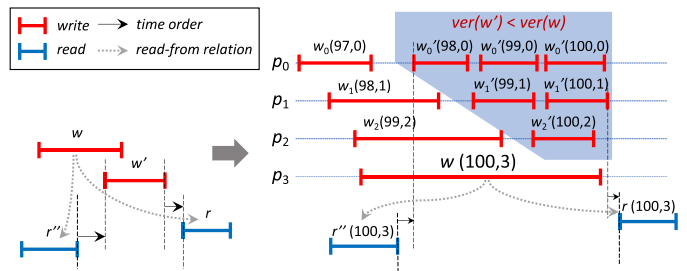 write
time order
read
read-from relation
ver(w’) < ver(w)
w0(97,0)
w0’(98,0)
w0’(99,0)
w0’(100,0)
p0
w1(98,1)
w1’(99,1)
w1’(100,1)
p1
w2(99,2)
w2’(100,2)
p2
w (100,3)
p3
r (100,3)
r’’ (100,3)
w
w’
r
r’’